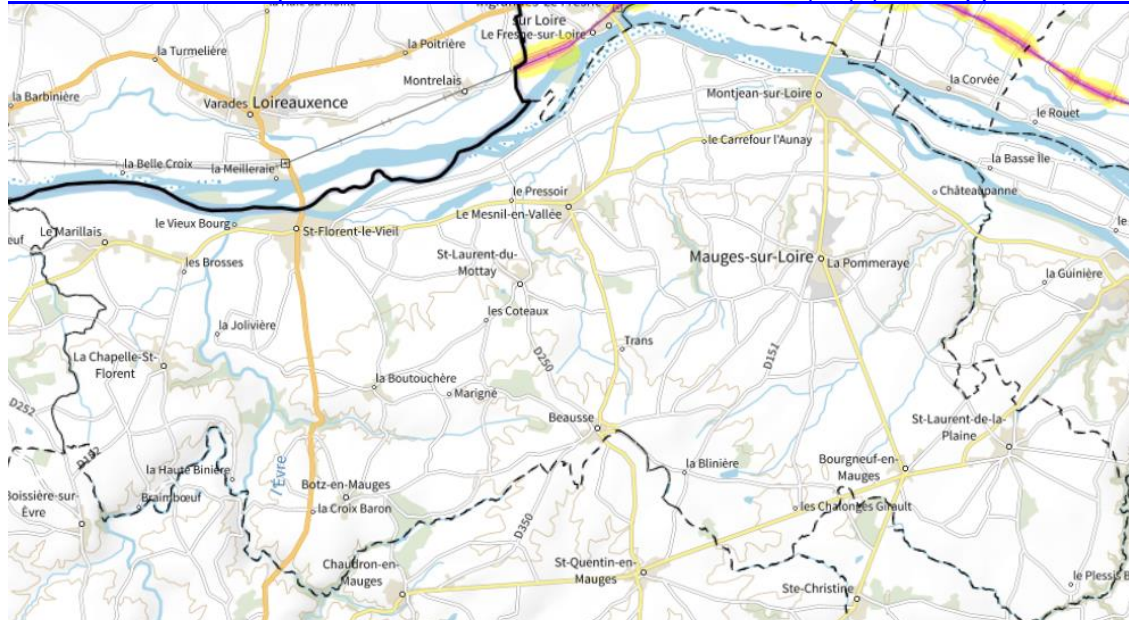 la Turmelière
la Poitrière
sur Loire
Le Fresne-sur-Loire
Montrelais
la Barbinière
Varades
Loireauxence
Montjean-sur-Loire
la Corvée
le Rouet
le Carrefour l'Aunay
la Belle Croix
la Meilleraie
la Basse Île
Châteaupanne
le Pressoir
Le Mesnil-en-Vallée
le Vieux Bourg
St-Florent-le-Vieil
Le Marillais
les Brosses
St-Laurent-du-
Mottay
Mauges-sur-Loire
La Pommeraye
la Guinière
les Coteaux
la Jolivière
Trans
D250
D151
La Chapelle-St-
Florent
la Boutouchère
Marigné
D252
Beausse
St-Laurent-de-la-
Plaine
la Haute Binière
l'Èvre
Botz-en-Mauges
la Blinière
Bourgneuf-en-
Mauges
Boissière-sur-
Èvre
Braimbœuf
la Croix Baron
les Chalonges Girault
D350
Chaudron-en-
Mauges
St-Quentin-en-
Mauges
Ste-Christine
le Plessis